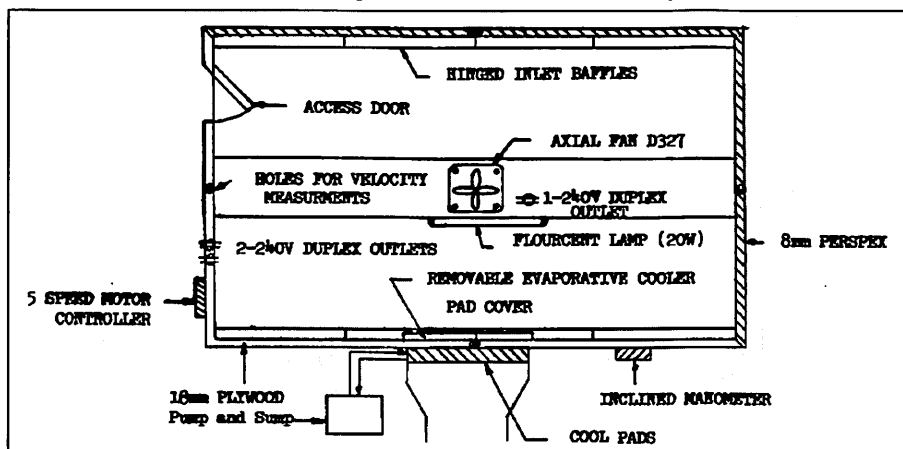 HINGED INLET BAFFLES
ACCESS DOOR
AXIAL FAN D327
HOLES FOR VELOCITY
MEASURMENTS
1-240V DUPLEX
OUTLET
FLOURCENT LAMP (20W)
2-240V DUPLEX OUTLETS
8mm PERSPEX
REMOVABLE EVAPORATIVE COOLER
PAD COVER
5 SPEED MOTOR
CONTROLLER
18mm PLYWOOD
Pump and Sump
INCLINED MANOMETER
COOL PADS